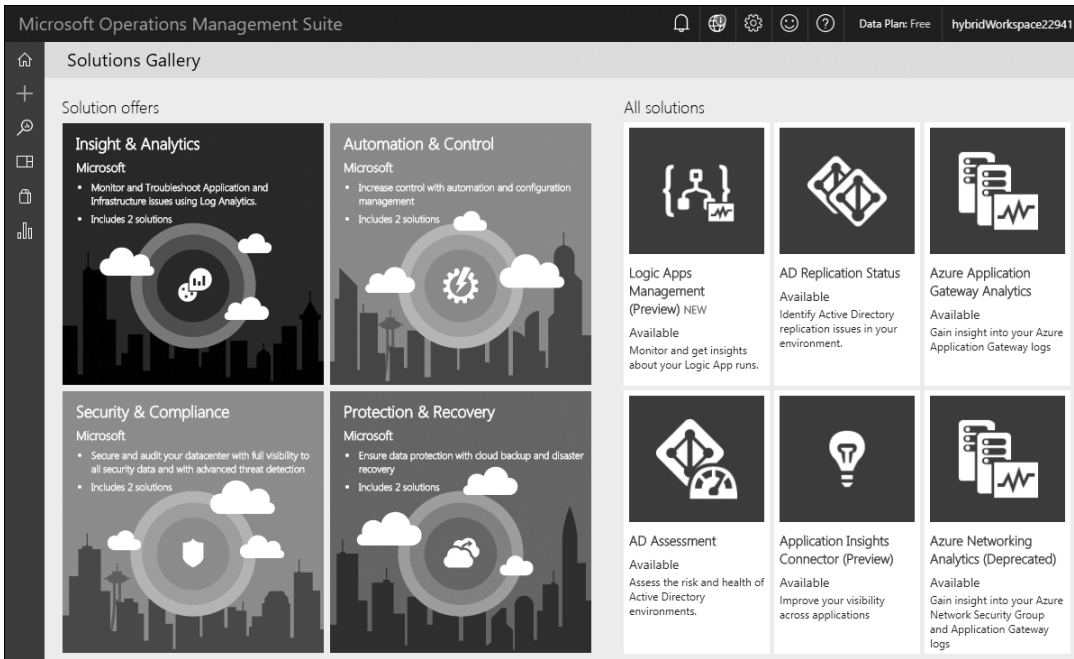 Microsoft Operations Management Suite
Data Plan: Free
hybridWorkspace22941
Solutions Gallery
Solution offers
Insight & Analytics
Microsoft
• Monitor and Troubleshoot Application and
Infrastructure issues using Log Analytics.
• Includes 2 solutions
Automation & Control
Microsoft
• Increase control with automation and configuration
management
• Includes 2 solutions
Security & Compliance
Microsoft
• Secure and audit your datacenter with full visibility to
all security data and with advanced threat detection
• Includes 2 solutions
Protection & Recovery
Microsoft
• Ensure data protection with cloud backup and disaster
recovery
• Includes 2 solutions
All solutions
Logic Apps
Management
(Preview) NEW
Available
Monitor and get insights
about your Logic App runs.
AD Replication Status
Available
Identify Active Directory
replication issues in your
environment.
Azure Application
Gateway Analytics
Available
Gain insight into your Azure
Application Gateway logs
AD Assessment
Available
Assess the risk and health of
Active Directory
environments.
Application Insights
Connector (Preview)
Available
Improve your visibility
across applications
Azure Networking
Analytics (Deprecated)
Available
Gain insight into your Azure
Network Security Group
and Application Gateway
logs